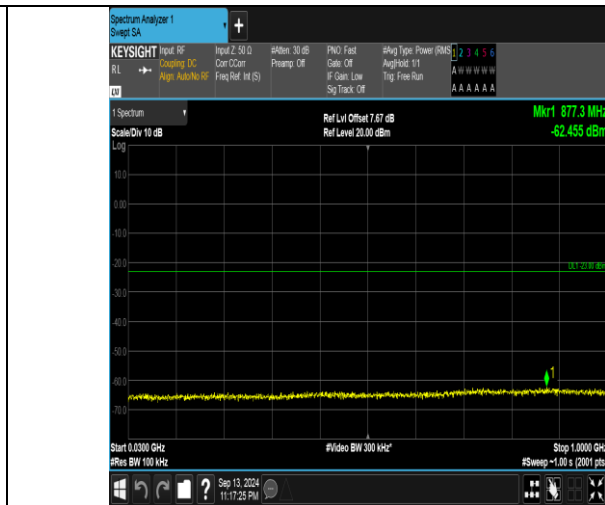 Spectrum Analyzer 1
Swept SA
+
KEYSIGHT Input: RF Input Z: 50 Ω #Atten: 30 dB PNO: Fast #Avg Type: Power (RMS 1 2 3 4 5 6
RL Coupling: DC Corr CCorr Preamp: Off Gate: Off Avg|Hold: 1/1 A W W W W W
Align: Auto/No RF Freq Ref: Int (S) IF Gain: Low Trig: Free Run
LXI Sig Track: Off A A A A A A
1 Spectrum Ref Lvl Offset 7.67 dB Mkr1 877.3 MHz
Scale/Div 10 dB Ref Level 20.00 dBm -62.455 dBm
Log
10.0
0.00
-10.0
-20.0
DL1 -23.00 dBm
-30.0
-40.0
-50.0
1
-60.0
-70.0
Start 0.0300 GHz #Video BW 300 kHz* Stop 1.0000 GHz
#Res BW 100 kHz #Sweep ~1.00 s (2001 pts
? Sep 13, 2024
11:17:25 PM